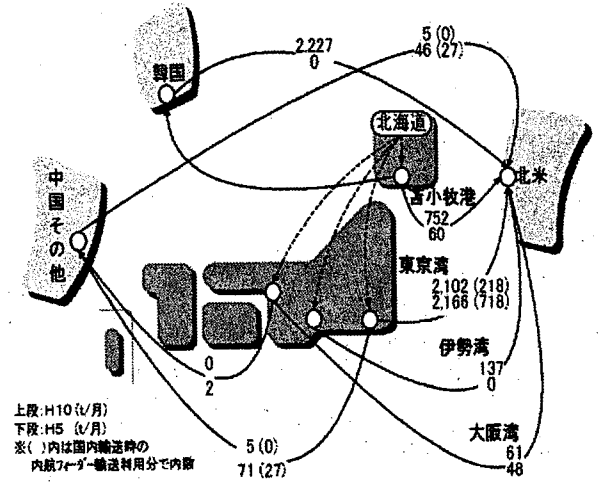 5(0)
46(27)
2.227
0
韓国
北海道
北米
中国その他
苫小牧港
752
60
東京湾
2,102(218)
2,166(718)
伊勢湾
137
0
0
2
大阪湾
61
48
5(0)
71(27)
上段:H10(t/月)
下段:H5 (t/月)
※( )内は国内輸送時の
内航フィーダー輸送利用分で内数